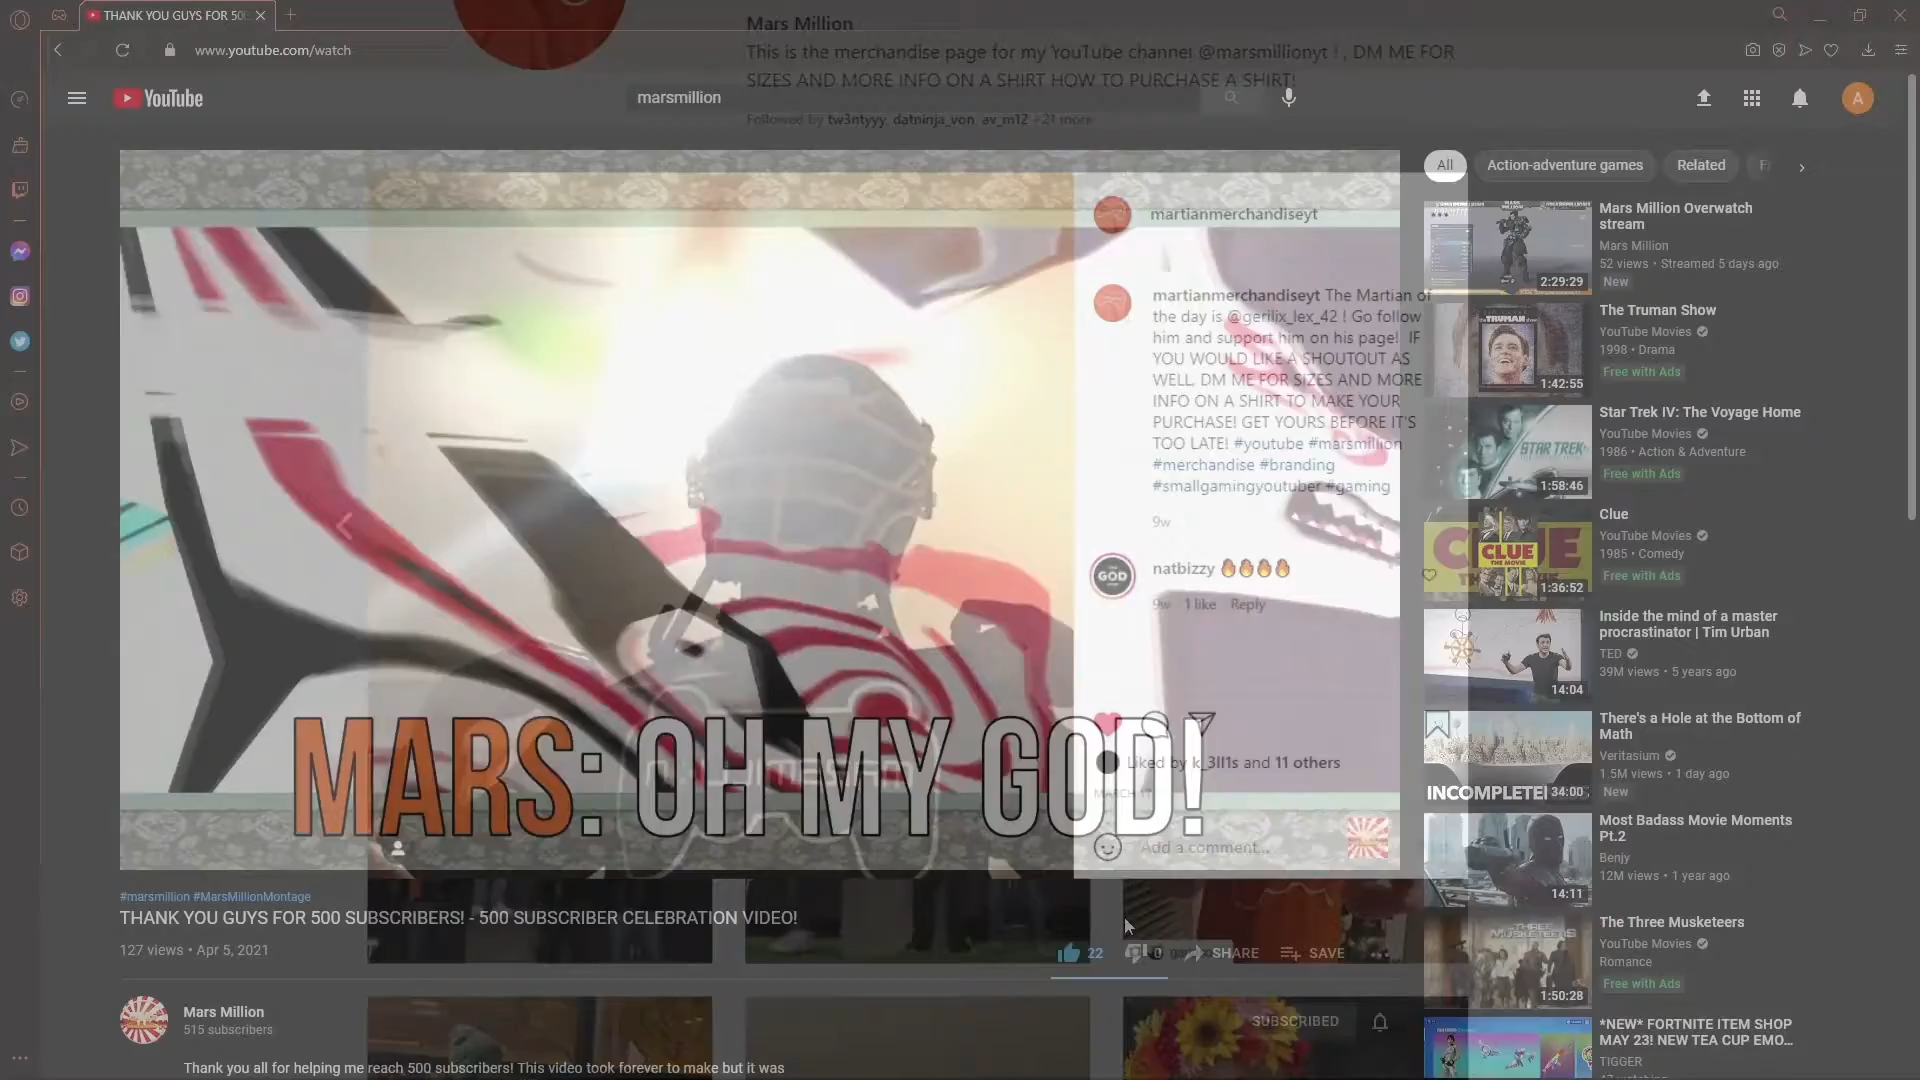 THANK YOU GUYS FOR 50
www.youtube.com/watch
Mars Million
This is the merchandise page for my YouTube channel @marsmillionyt ! , DM ME FOR
SIZES AND MORE INFO ON A SHIRT HOW TO PURCHASE A SHIRT!
Followed by tw3ntyyy, datninja_von, av_m12 +21 more
YouTube
marsmillion
A
All
Action-adventure games
Related
martianmerchandiseyt
martianmerchandiseyt The Martian of
the day is @gerilix_lex_42 ! Go follow
him and support him on his page! IF
YOU WOULD LIKE A SHOUTOUT AS
WELL, DM ME FOR SIZES AND MORE
INFO ON A SHIRT TO MAKE YOUR
PURCHASE! GET YOURS BEFORE IT'S
TOO LATE! #youtube #marsmillion
#merchandise #branding
#smallgamingyoutuber #gaming
9w
GOD
natbizzy 🔥🔥🔥🔥
9w 1 like Reply
Liked by k_3ll1s and 11 others
MARCH 17
Add a comment...
MARS: OH MY GOD!
#marsmillion #MarsMillionMontage
THANK YOU GUYS FOR 500 SUBSCRIBERS! - 500 SUBSCRIBER CELEBRATION VIDEO!
127 views • Apr 5, 2021
22
0
SHARE
SAVE
Mars Million
515 subscribers
SUBSCRIBED
Thank you all for helping me reach 500 subscribers! This video took forever to make but it was
Mars Million Overwatch
stream
Mars Million
52 views • Streamed 5 days ago
New
2:29:29
The Truman Show
YouTube Movies
1998 • Drama
Free with Ads
TRUMAN
1:42:55
Star Trek IV: The Voyage Home
YouTube Movies
1986 • Action & Adventure
Free with Ads
STAR TREK
1:58:46
Clue
YouTube Movies
1985 • Comedy
Free with Ads
CLUE
THE MOVIE
1:36:52
Inside the mind of a master
procrastinator | Tim Urban
TED
39M views • 5 years ago
14:04
There's a Hole at the Bottom of
Math
Veritasium
1.5M views • 1 day ago
New
INCOMPLETE
34:00
Most Badass Movie Moments
Pt.2
Benjy
12M views • 1 year ago
14:11
The Three Musketeers
YouTube Movies
Romance
Free with Ads
THREE
MUSKETEERS
1:50:28
*NEW* FORTNITE ITEM SHOP
MAY 23! NEW TEA CUP EMO...
TIGGER